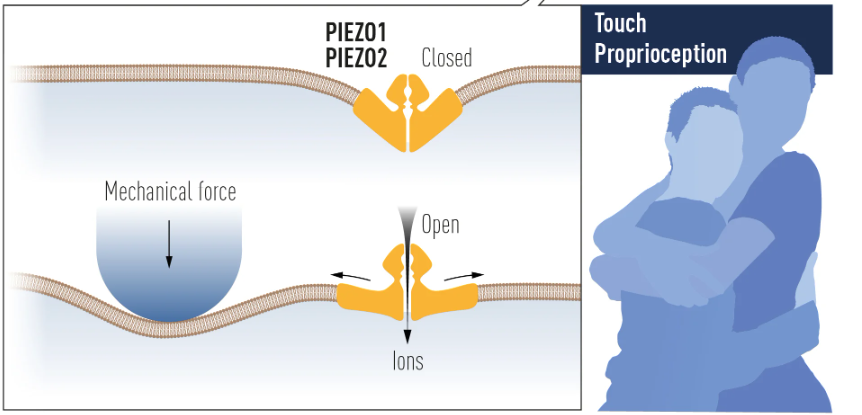 PIEZO1
PIEZO2
Closed
Touch
Proprioception
Mechanical force
Open
Ions